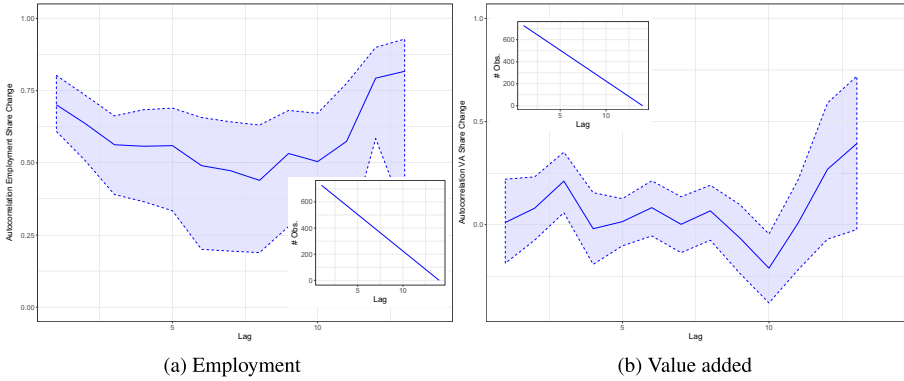 1.00
0.75
0.50
0.25
0.00
Autocorrelation Employment Share Change
5
10
Lag
600
400
200
0
# Obs.
5
10
Lag
(a) Employment
1.0
0.5
0.0
Autocorrelation VA Share Change
5
10
Lag
600
400
200
0
# Obs.
5
10
Lag
(b) Value added